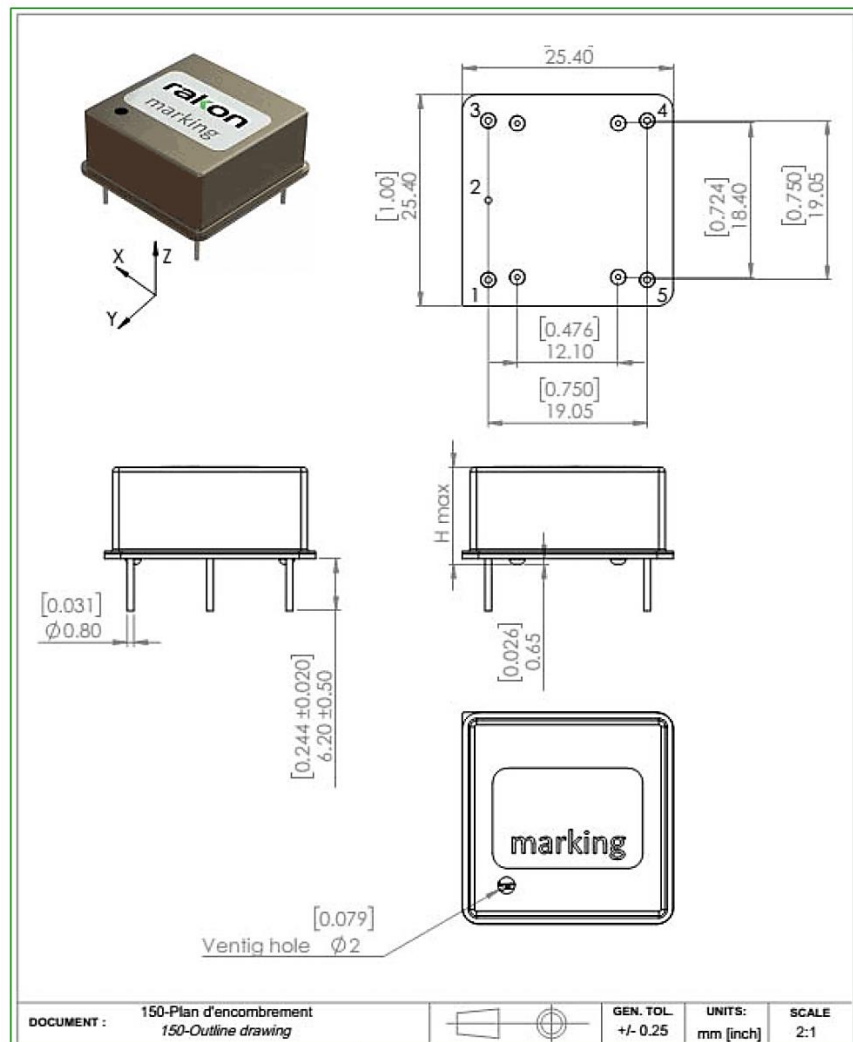 rakon
marking
X
Z
Y
25.40
3
4
2
1
5
[1.00]
25.40
[0.724]
18.40
[0.750]
19.05
[0.476]
12.10
[0.750]
19.05
H max
[0.031]
Ø0.80
[0.244 ±0.020]
6.20 ±0.50
[0.026]
0.65
marking
[0.079]
Ventig hole Ø2
DOCUMENT :
150-Plan d'encombrement
150-Outline drawing
GEN. TOL.
+/- 0.25
UNITS:
mm [inch]
SCALE
2:1